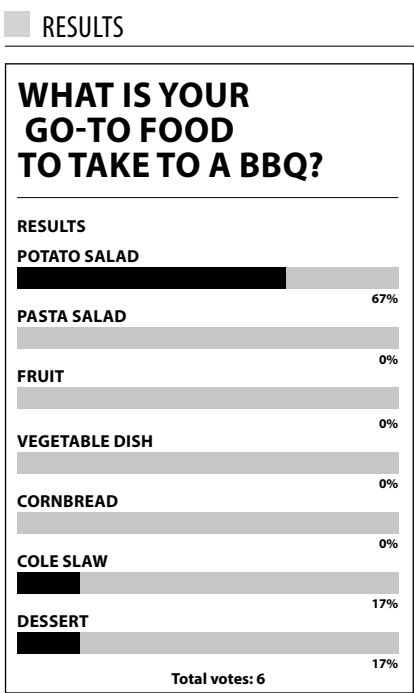 RESULTS
WHAT IS YOUR
GO-TO FOOD
TO TAKE TO A BBQ?
RESULTS
POTATO SALAD
67%
PASTA SALAD
0%
FRUIT
0%
VEGETABLE DISH
0%
CORNBREAD
0%
COLE SLAW
17%
DESSERT
17%
Total votes: 6